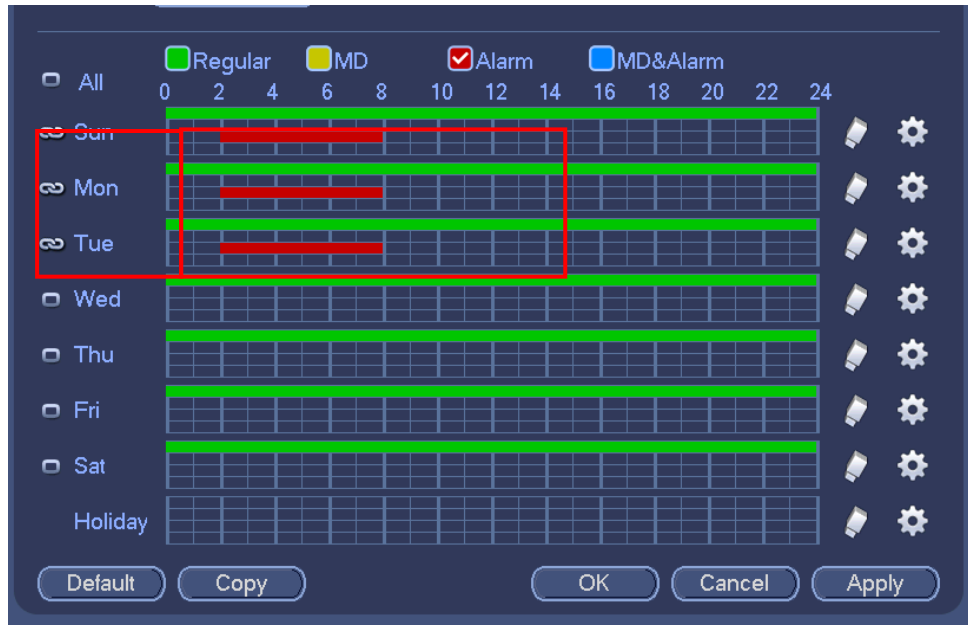 Regular MD Alarm MD&Alarm
All
0 2 4 6 8 10 12 14 16 18 20 22 24
Sun
Mon
Tue
Wed
Thu
Fri
Sat
Holiday
Default Copy OK Cancel Apply